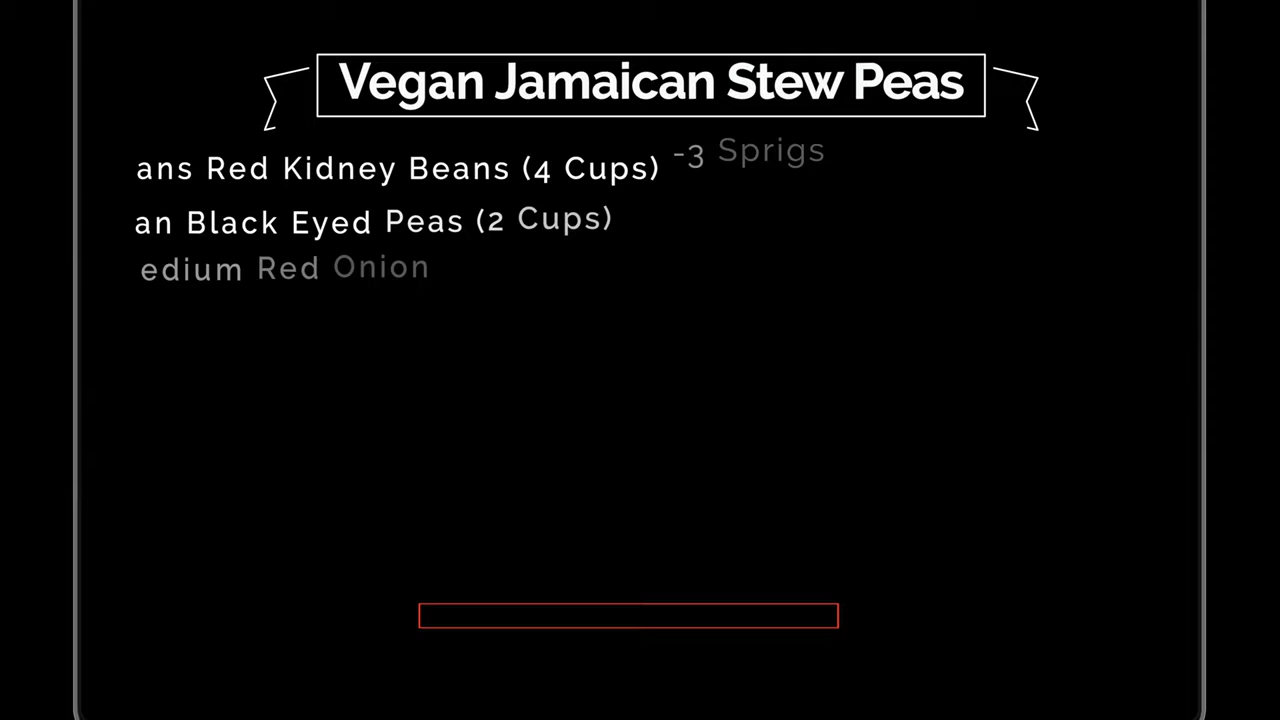 Vegan Jamaican Stew Peas
ans Red Kidney Beans (4 Cups)
-3 Sprigs
an Black Eyed Peas (2 Cups)
edium Red Onion